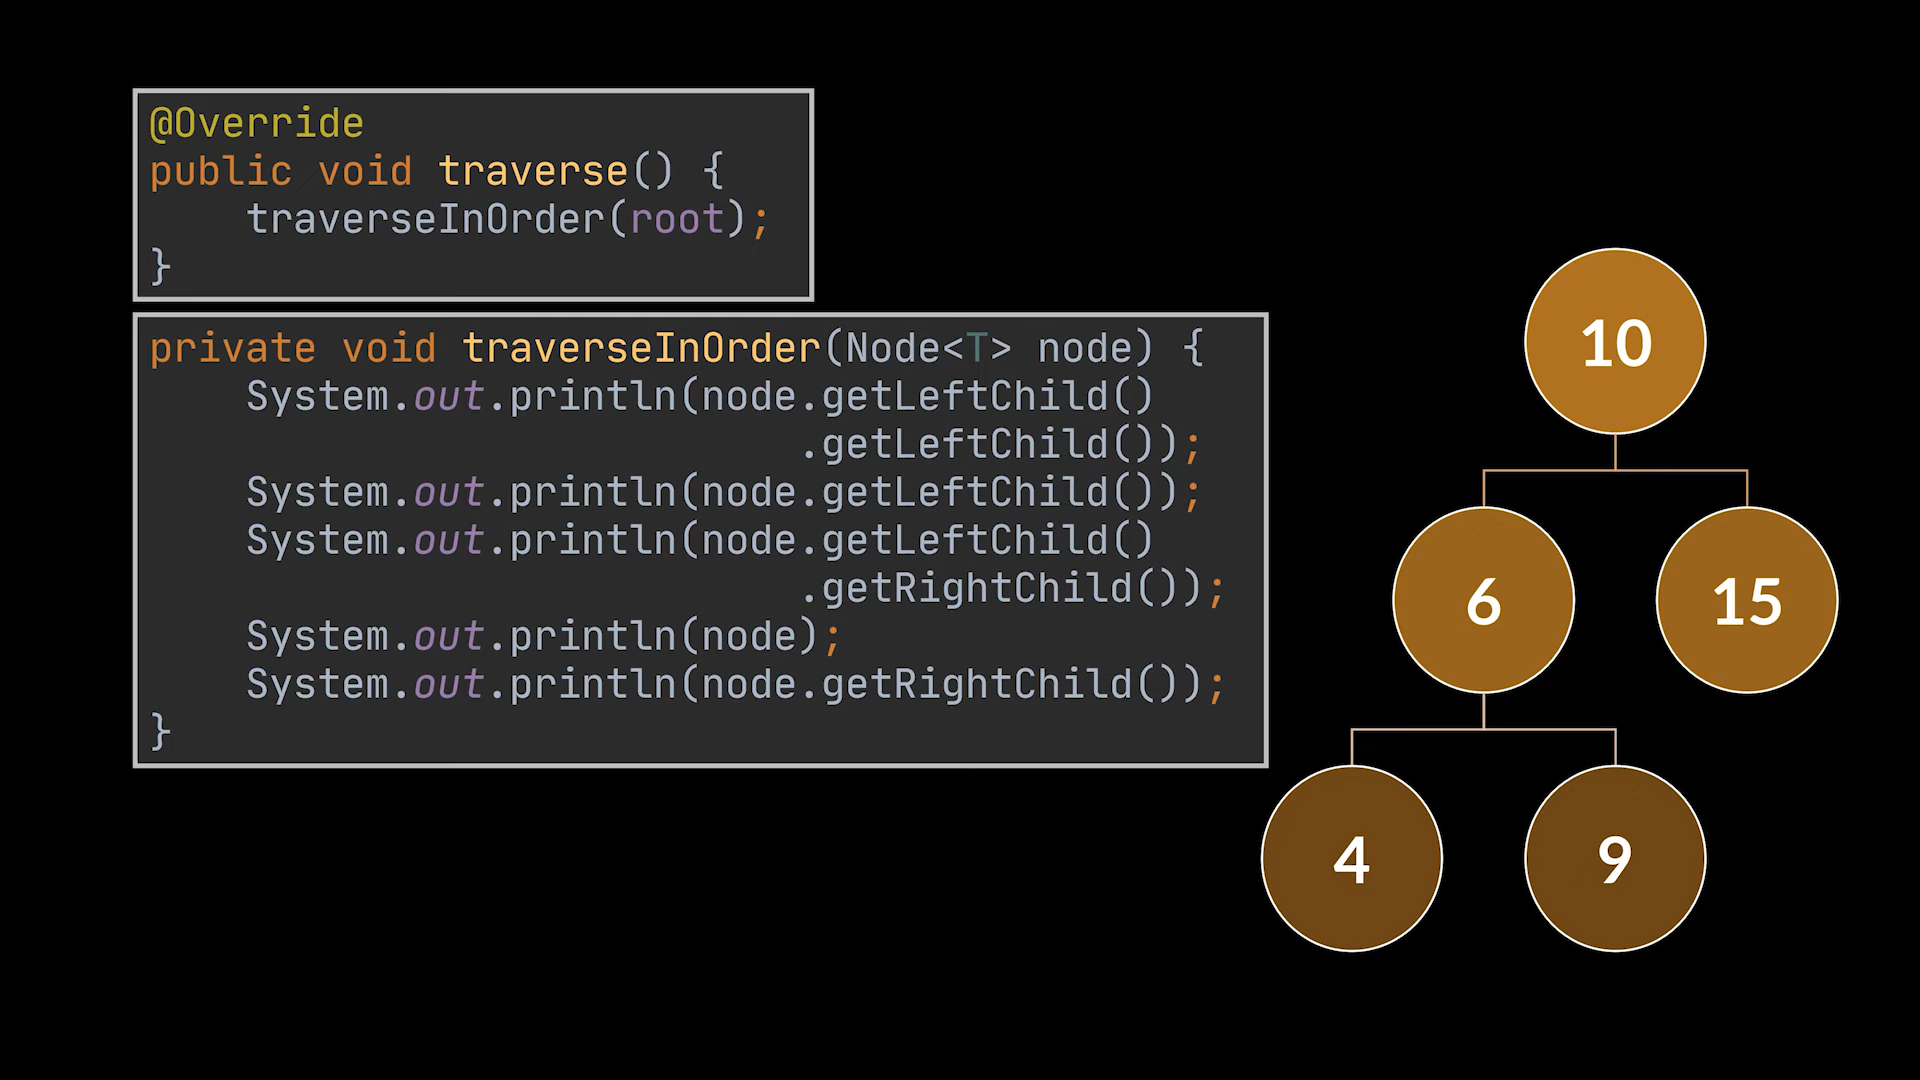 @Override
public void traverse() {
    traverseInOrder(root);
}
private void traverseInOrder(Node<T> node) {
    System.out.println(node.getLeftChild()
                           .getLeftChild());
    System.out.println(node.getLeftChild());
    System.out.println(node.getLeftChild()
                           .getRightChild());
    System.out.println(node);
    System.out.println(node.getRightChild());
}
10
6 15
4 9